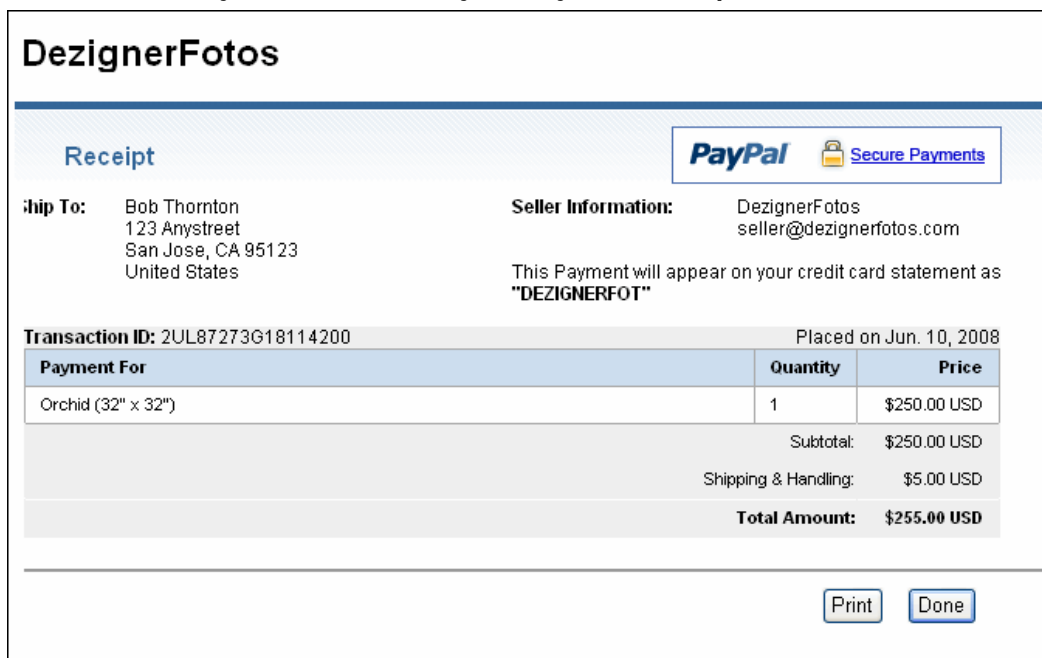 DezignerFotos
Receipt
PayPal Secure Payments
Ship To: Bob Thornton
123 Anystreet
San Jose, CA 95123
United States
Seller Information: DezignerFotos
seller@dezignerfotos.com
This Payment will appear on your credit card statement as
"DEZIGNERFOT"
Transaction ID: 2UL87273G18114200 Placed on Jun. 10, 2008
Payment For Quantity Price
Orchid (32" x 32") 1 $250.00 USD
Subtotal: $250.00 USD
Shipping & Handling: $5.00 USD
Total Amount: $255.00 USD
Print Done